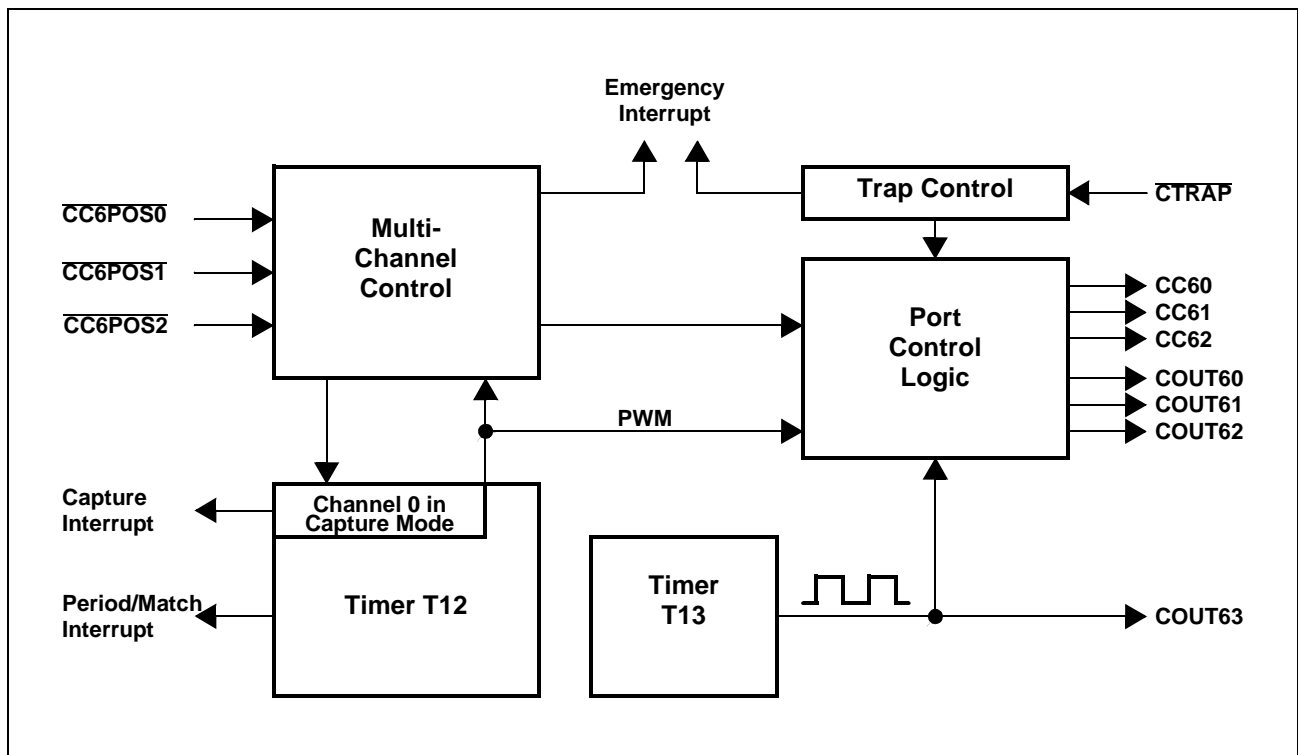 Emergency
Interrupt
CC6POS0
CC6POS1
CC6POS2
Multi-
Channel
Control
Trap Control
CTRAP
Port
Control
Logic
CC60
CC61
CC62
COUT60
COUT61
COUT62
PWM
Capture
Interrupt
Channel 0 in
Capture Mode
Period/Match
Interrupt
Timer T12
Timer
T13
COUT63